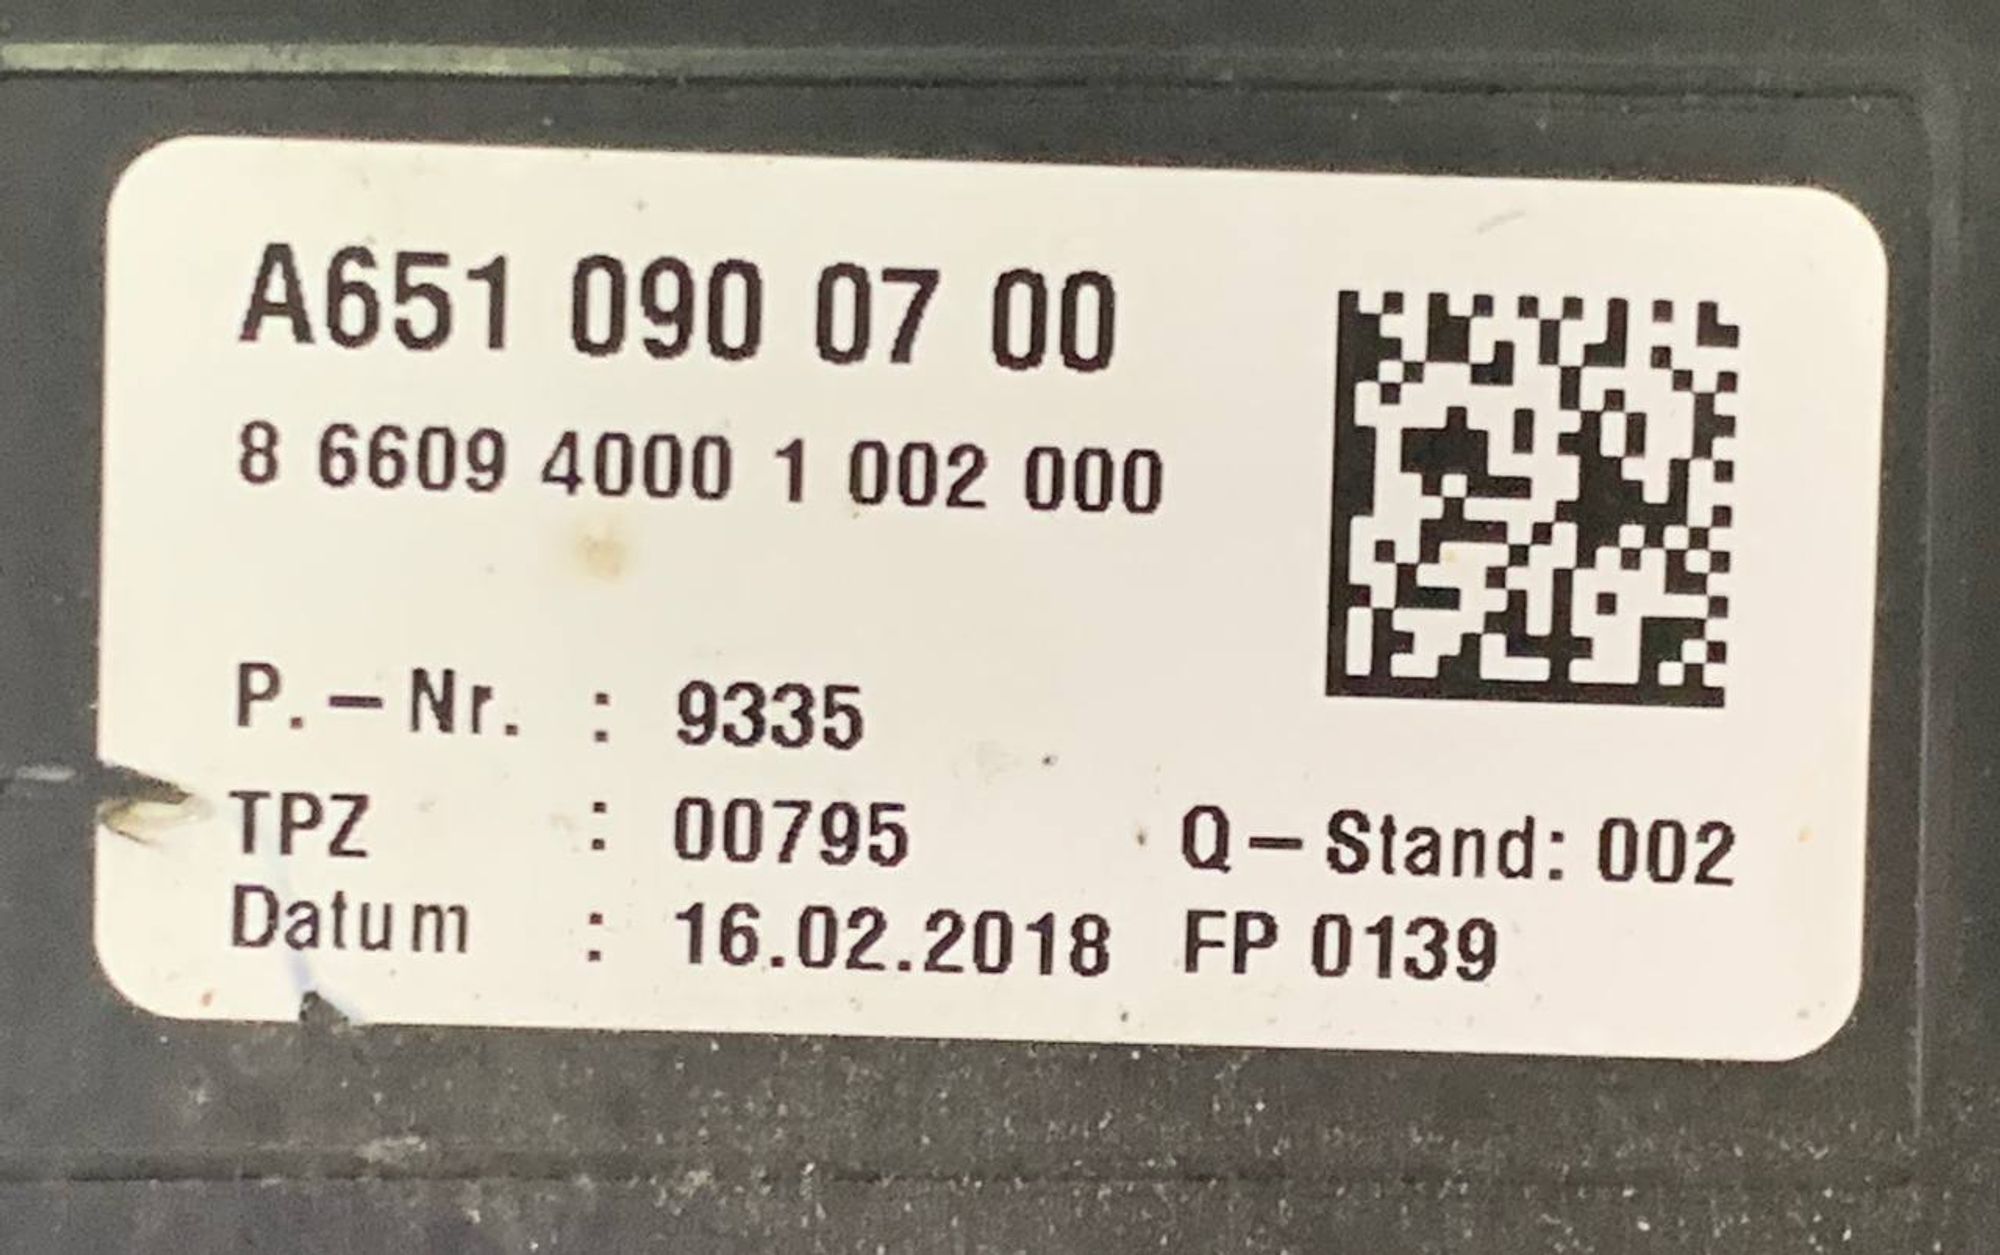 A651 090 07 00
8 6609 4000 1 002 000
P.-Nr. : 9335
TPZ : 00795 Q-Stand: 002
Datum : 16.02.2018 FP 0139